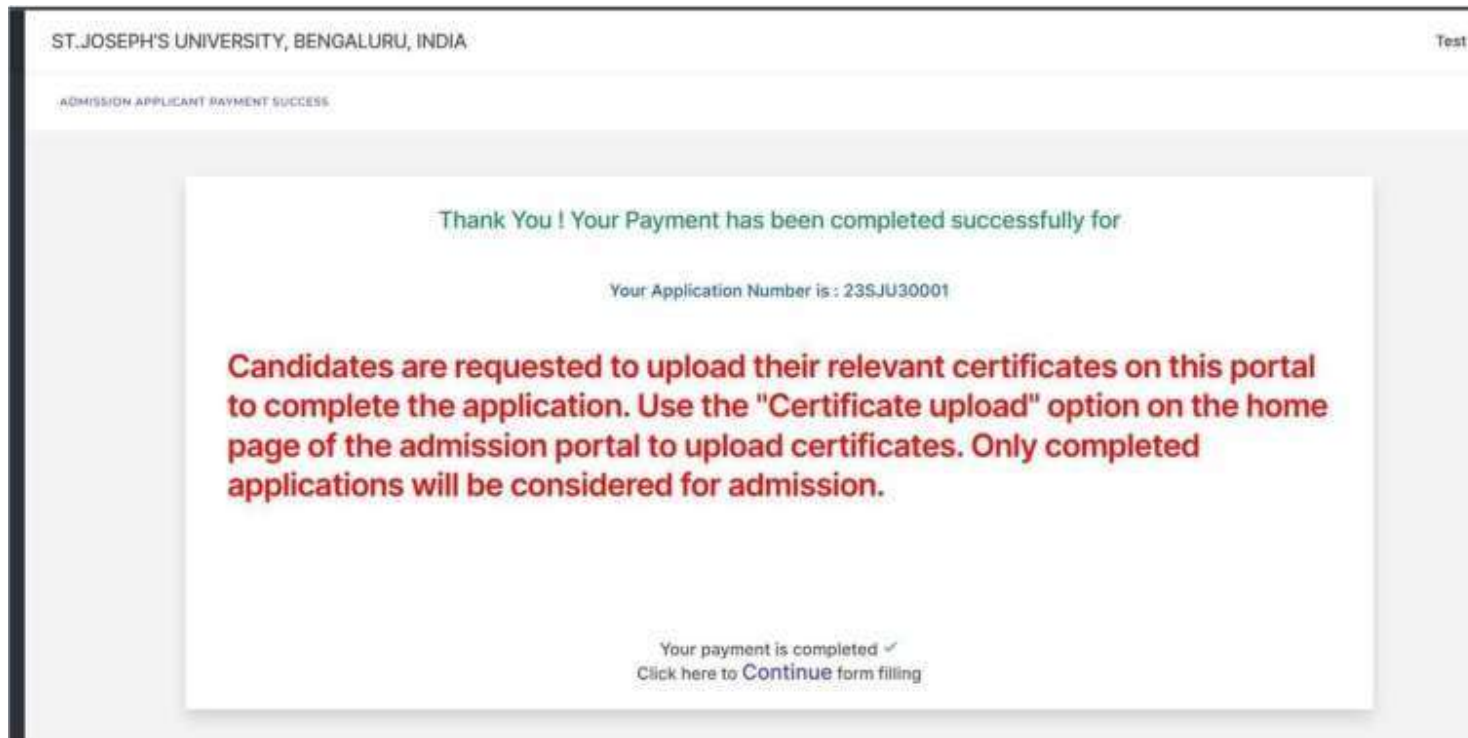 ST.JOSEPH'S UNIVERSITY, BENGALURU, INDIA
Test
ADMISSION APPLICANT PAYMENT SUCCESS
Thank You ! Your Payment has been completed successfully for
Your Application Number is : 23SJU30001
Candidates are requested to upload their relevant certificates on this portal
to complete the application. Use the "Certificate upload" option on the home
page of the admission portal to upload certificates. Only completed
applications will be considered for admission.
Your payment is completed ✓
Click here to Continue form filling